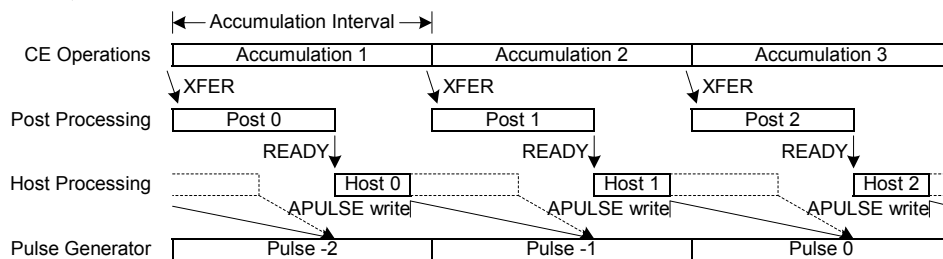 Accumulation Interval
CE Operations Accumulation 1 Accumulation 2 Accumulation 3
XFER XFER XFER
Post Processing Post 0 Post 1 Post 2
READY READY READY
Host Processing Host 0 Host 1 Host 2
APULSE write APULSE write APULSE write
Pulse Generator Pulse -2 Pulse -1 Pulse 0